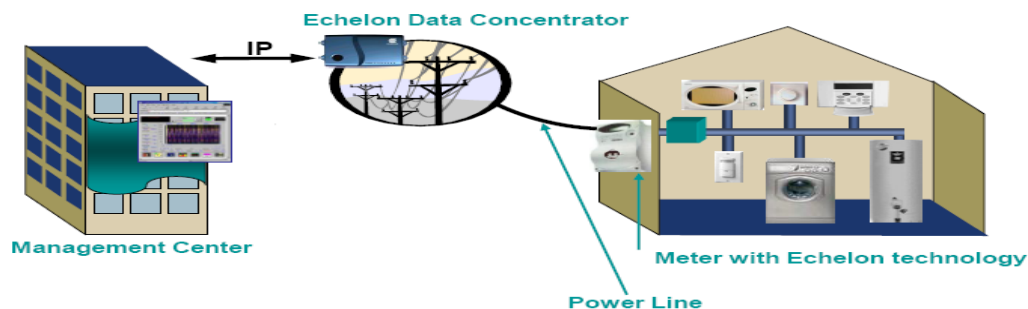 Echelon Data Concentrator
IP
Management Center
Meter with Echelon technology
Power Line